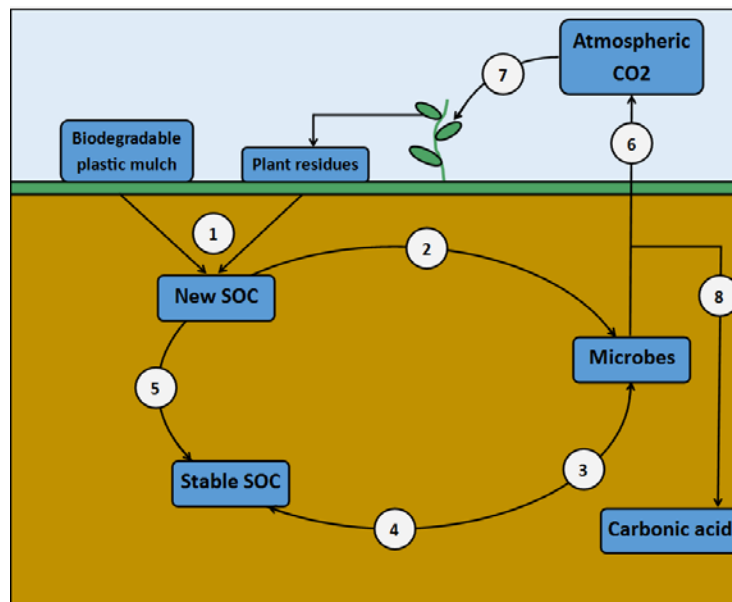 Atmospheric
CO2
7
6
Biodegradable
plastic mulch
Plant residues
1
2
New SOC
8
Microbes
5
3
Stable SOC
4
Carbonic acid